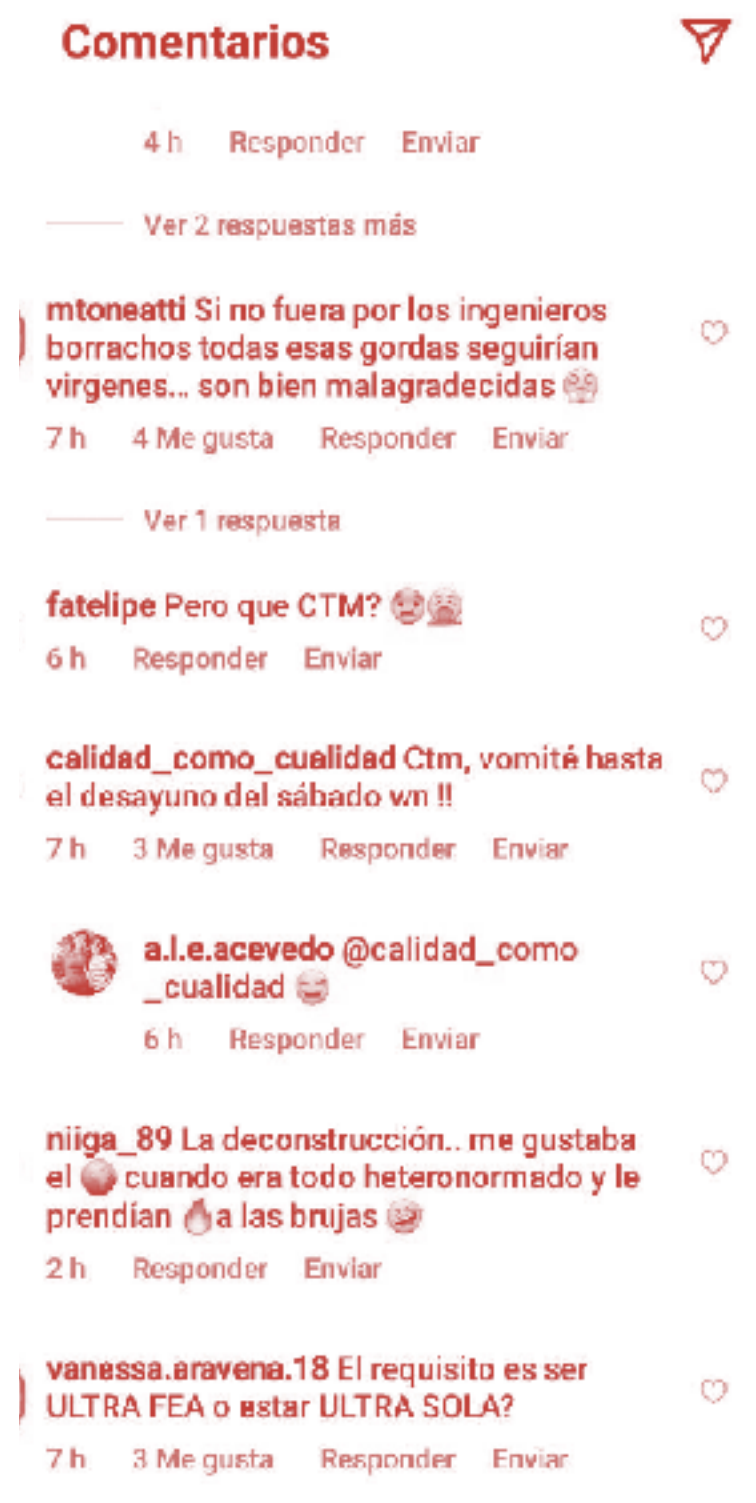 Comentarios
4 h Responder Enviar
Ver 2 respuestas más
mtoneatti Si no fuera por los ingenieros
borrachos todas esas gordas seguirían
virgenes... son bien malagradecidas
7 h 4 Me gusta Responder Enviar
Ver 1 respuesta
fatelipe Pero que CTM?
6 h Responder Enviar
calidad_como_cualidad Ctm, vomité hasta
el desayuno del sábado wn !!
7 h 3 Me gusta Responder Enviar
a.l.e.acevedo @calidad_como
_cualidad 😅
6 h Responder Enviar
niiga_89 La deconstrucción.. me gustaba
el cuando era todo heteronormado y le
prendían 🔥 a las brujas
2 h Responder Enviar
vanessa.aravena.18 El requisito es ser
ULTRA FEA o estar ULTRA SOLA?
7 h 3 Me gusta Responder Enviar